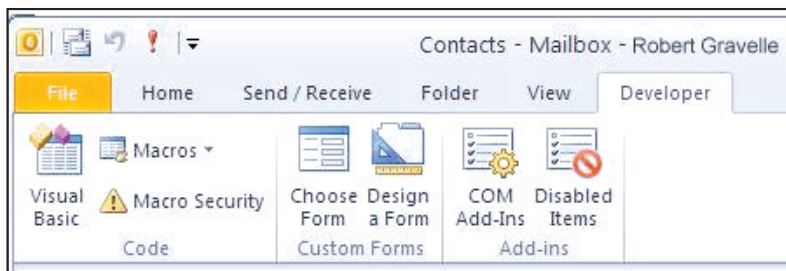 Contacts - Mailbox - Robert Gravelle
File Home Send / Receive Folder View Developer
Visual Basic
Macros
Macro Security
Code
Choose Form
Design a Form
Custom Forms
COM Add-Ins
Disabled Items
Add-ins